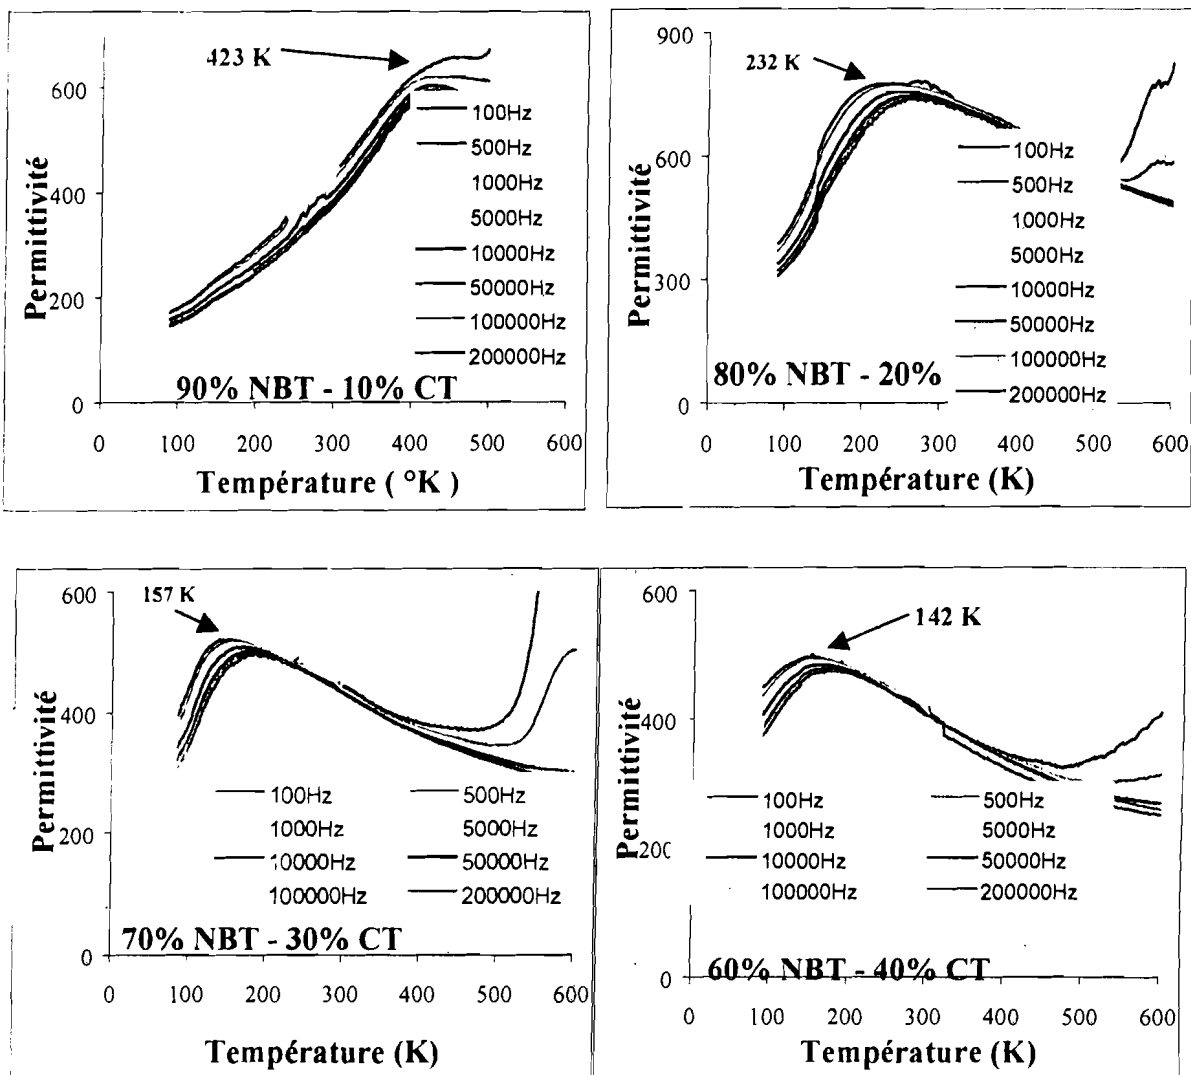 423 K
Permittivité
600
400
200
0
100Hz
500Hz
1000Hz
5000Hz
10000Hz
50000Hz
100000Hz
200000Hz
90% NBT - 10% CT
0 100 200 300 400 500 600
Température ( °K )
232 K
Permittivité
900
600
300
0
100Hz
500Hz
1000Hz
5000Hz
10000Hz
50000Hz
100000Hz
200000Hz
80% NBT - 20%
0 100 200 300 400 500 600
Température (K)
157 K
Permittivité
600
400
200
0
100Hz 500Hz
1000Hz 5000Hz
10000Hz 50000Hz
100000Hz 200000Hz
70% NBT - 30% CT
0 100 200 300 400 500 600
Température (K)
142 K
Permittivité
600
400
200
0
100Hz 500Hz
1000Hz 5000Hz
10000Hz 50000Hz
100000Hz 200000Hz
60% NBT - 40% CT
0 100 200 300 400 500 600
Température (K)